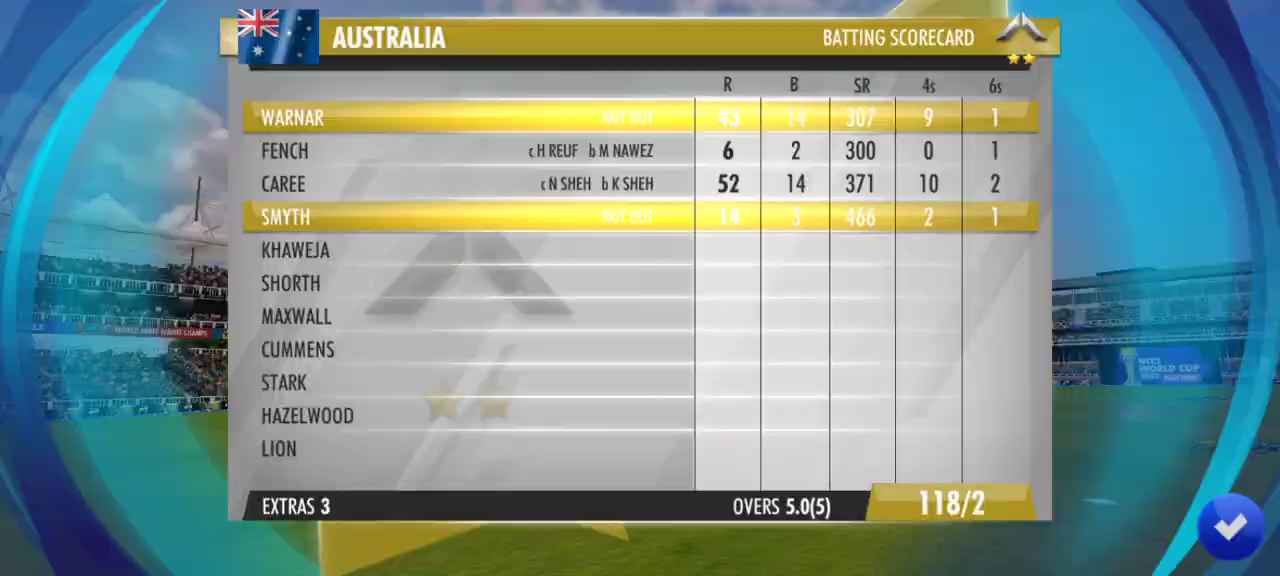 AUSTRALIA BATTING SCORECARD
R B SR 4s 6s
WARNAR NOT OUT 43 14 307 9 1
FENCH c H REUF b M NAWEZ 6 2 300 0 1
CAREE c N SHEH b K SHEH 52 14 371 10 2
SMYTH NOT OUT 14 3 466 2 1
KHAWEJA
SHORTH
MAXWALL
CUMMENS
STARK
HAZELWOOD
LION
WORLD CUP
EXTRAS 3 OVERS 5.0(5) 118/2